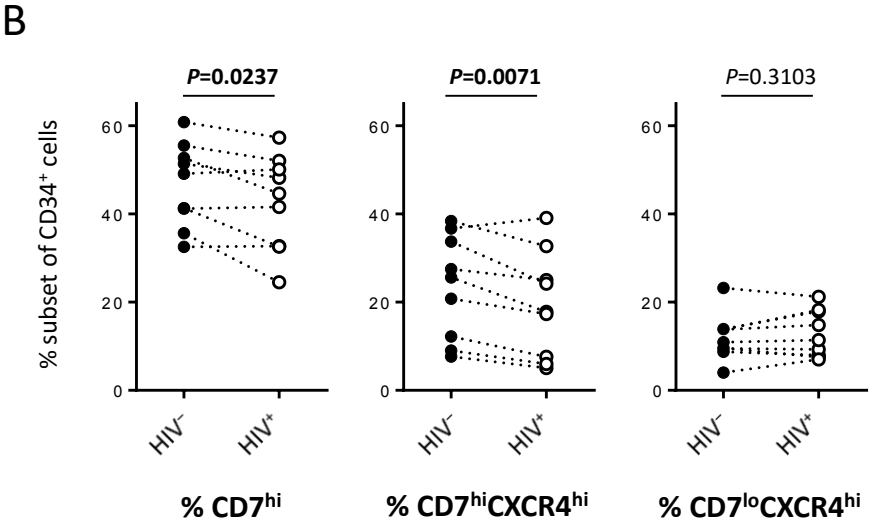 B
P=0.0237
P=0.0071
P=0.3103
% subset of CD34⁺ cells
60
40
20
0
60
40
20
0
60
40
20
0
HIV⁻
HIV⁺
HIV⁻
HIV⁺
HIV⁻
HIV⁺
% CD7ʰⁱ
% CD7ʰⁱCXCR4ʰⁱ
% CD7ˡᵒCXCR4ʰⁱ